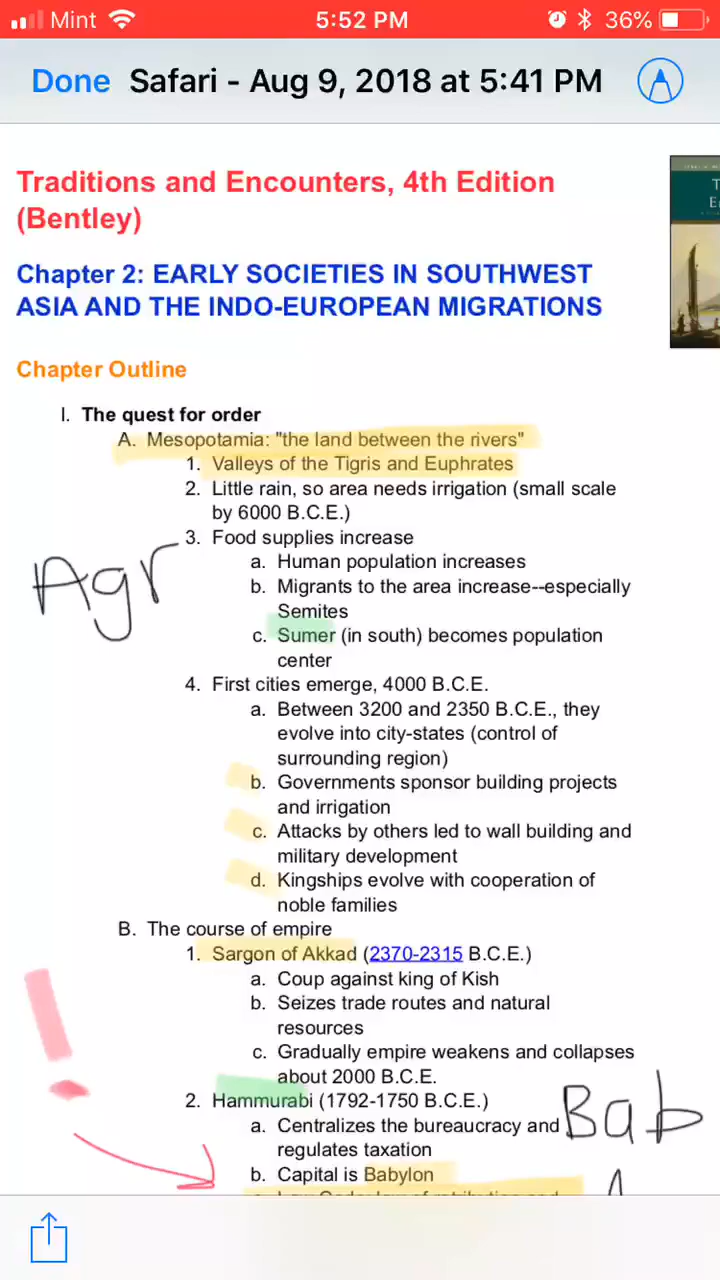 Mint 5:52 PM 36%
Done Safari - Aug 9, 2018 at 5:41 PM
Traditions and Encounters, 4th Edition
(Bentley)
Chapter 2: EARLY SOCIETIES IN SOUTHWEST
ASIA AND THE INDO-EUROPEAN MIGRATIONS
Chapter Outline
I. The quest for order
A. Mesopotamia: "the land between the rivers"
1. Valleys of the Tigris and Euphrates
2. Little rain, so area needs irrigation (small scale
by 6000 B.C.E.)
3. Food supplies increase
Agr
a. Human population increases
b. Migrants to the area increase--especially
Semites
c. Sumer (in south) becomes population
center
4. First cities emerge, 4000 B.C.E.
a. Between 3200 and 2350 B.C.E., they
evolve into city-states (control of
surrounding region)
b. Governments sponsor building projects
and irrigation
c. Attacks by others led to wall building and
military development
d. Kingships evolve with cooperation of
noble families
B. The course of empire
1. Sargon of Akkad (2370-2315 B.C.E.)
a. Coup against king of Kish
b. Seizes trade routes and natural
resources
c. Gradually empire weakens and collapses
about 2000 B.C.E.
!
2. Hammurabi (1792-1750 B.C.E.)
a. Centralizes the bureaucracy and
Bab
regulates taxation
b. Capital is Babylon